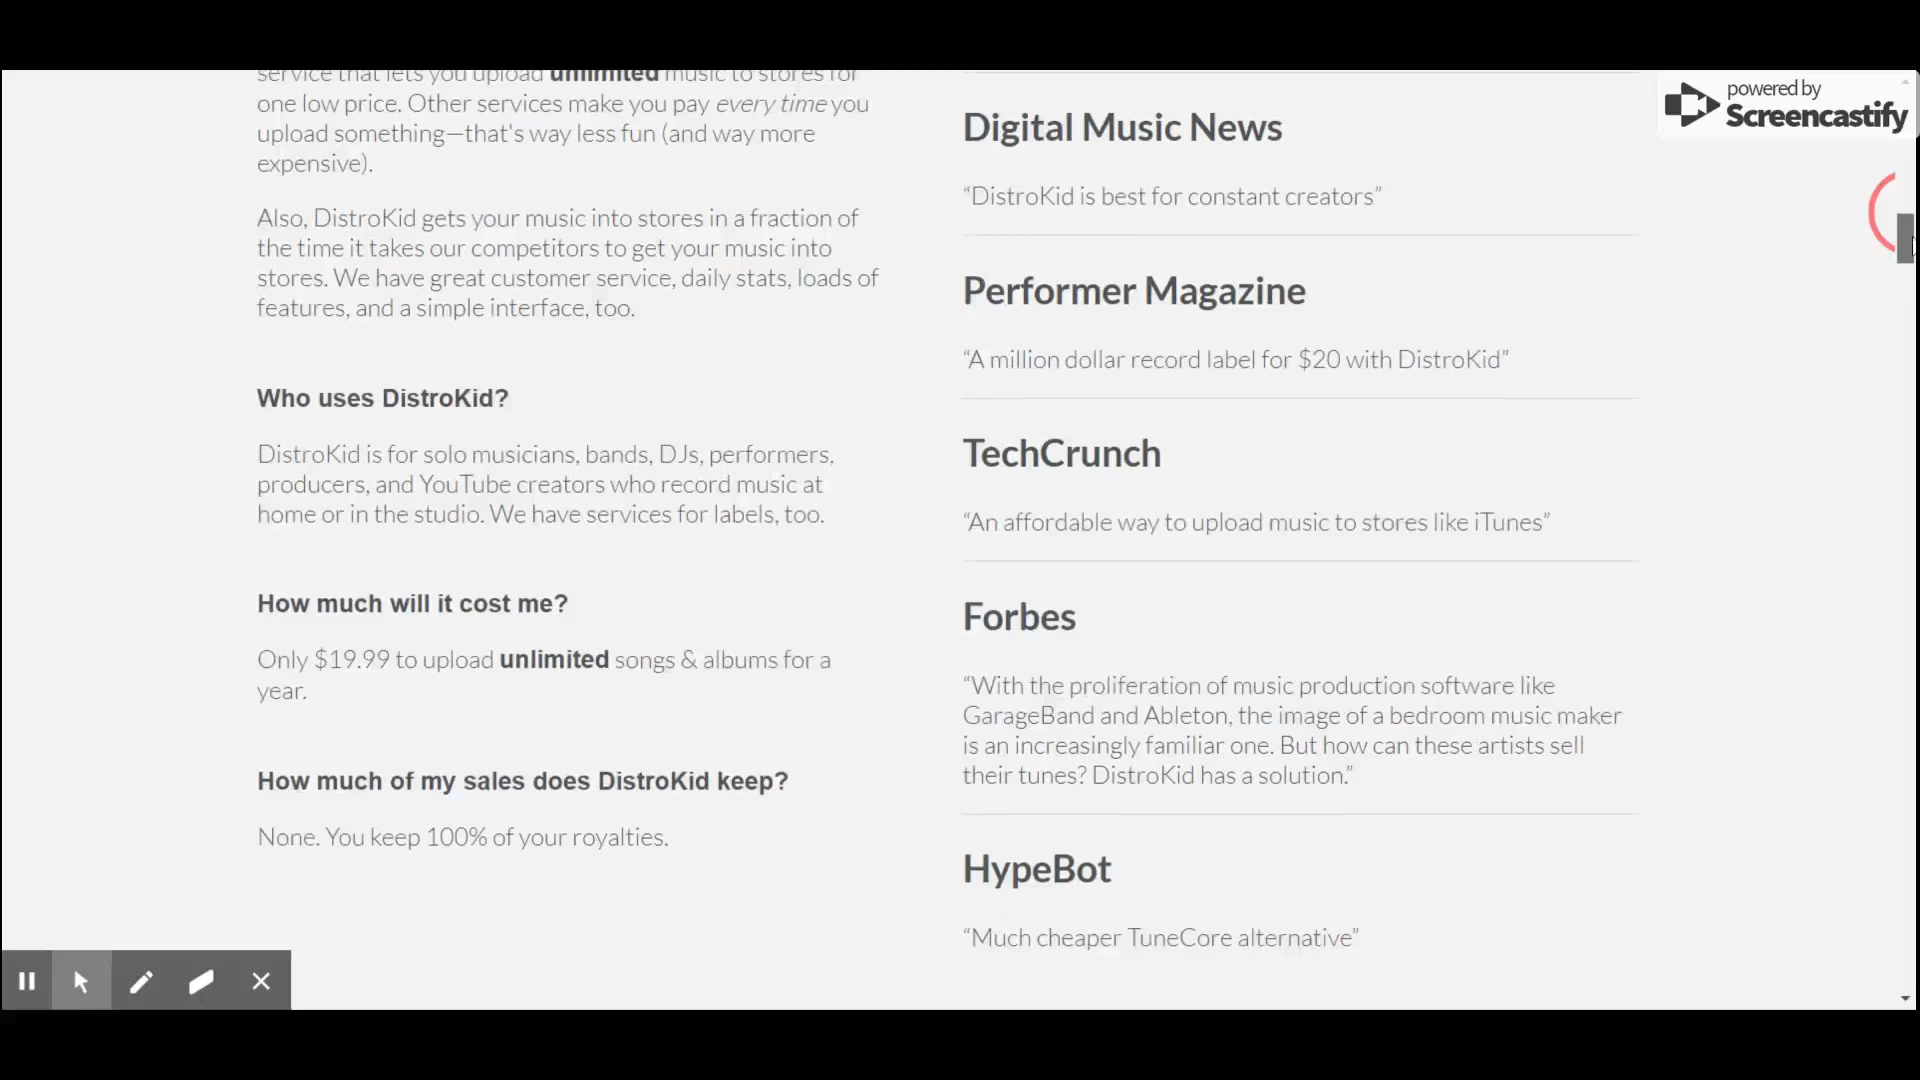 service that lets you upload unlimited music to stores for
one low price. Other services make you pay every time you
upload something—that's way less fun (and way more
expensive).
Also, DistroKid gets your music into stores in a fraction of
the time it takes our competitors to get your music into
stores. We have great customer service, daily stats, loads of
features, and a simple interface, too.
Who uses DistroKid?
DistroKid is for solo musicians, bands, DJs, performers,
producers, and YouTube creators who record music at
home or in the studio. We have services for labels, too.
How much will it cost me?
Only $19.99 to upload unlimited songs & albums for a
year.
How much of my sales does DistroKid keep?
None. You keep 100% of your royalties.
Digital Music News
“DistroKid is best for constant creators”
Performer Magazine
“A million dollar record label for $20 with DistroKid”
TechCrunch
“An affordable way to upload music to stores like iTunes”
Forbes
“With the proliferation of music production software like
GarageBand and Ableton, the image of a bedroom music maker
is an increasingly familiar one. But how can these artists sell
their tunes? DistroKid has a solution.”
HypeBot
“Much cheaper TuneCore alternative”
powered by
Screencastify